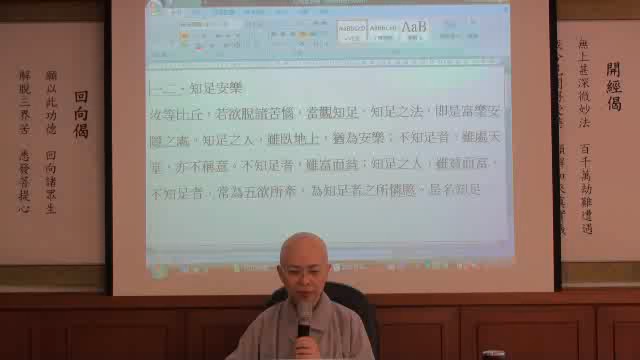 開經偈
無上甚深微妙法 百千萬劫難遭遇
一二、知足安樂
汝等比丘，若欲脫諸苦惱，當觀知足。知足之法，即是富樂安
隱之處。知足之人，雖臥地上，猶為安樂；不知足者，雖處天
堂，亦不稱意。不知足者，雖富而貧；知足之人，雖貧而富。
不知足者，常為五欲所牽，為知足者之所憐愍。是名知足
AaBbCcD AaBbCcD AaB
迴向偈
願以此功德 回向諸眾生
解脫三界苦 悉發菩提心